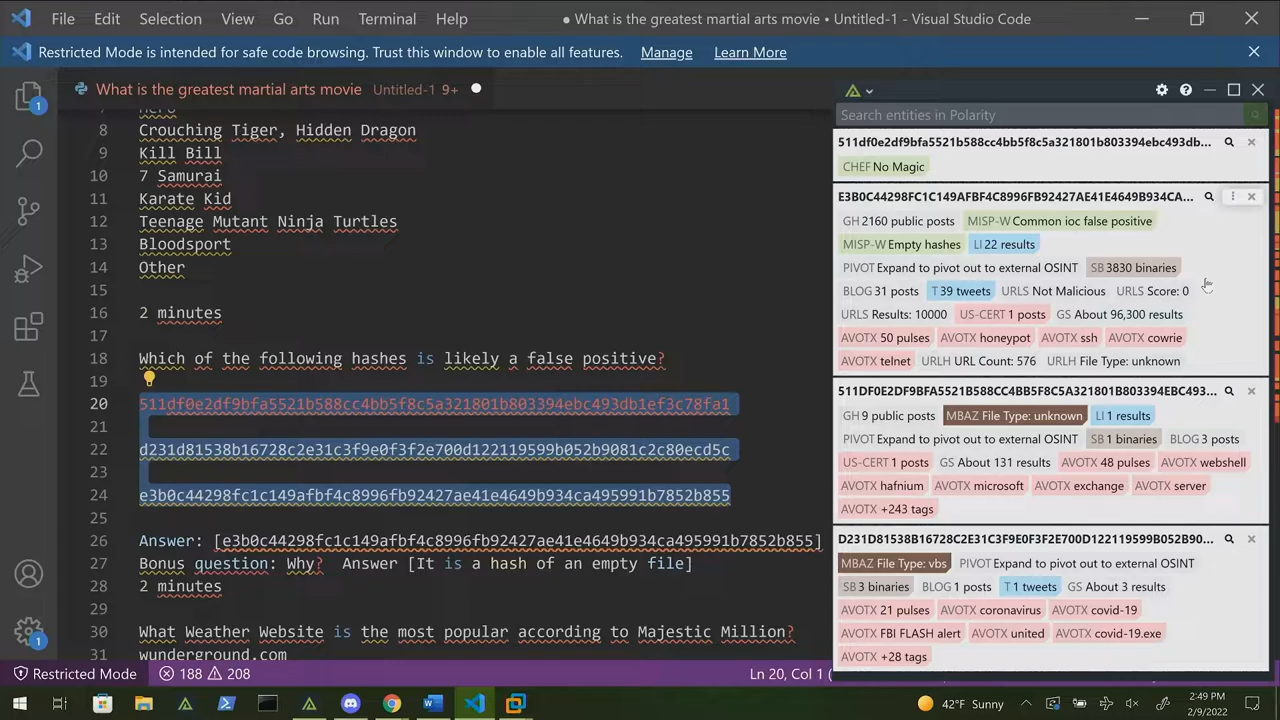 File Edit Selection View Go Run Terminal Help
● What is the greatest martial arts movie • Untitled-1 - Visual Studio Code
Restricted Mode is intended for safe code browsing. Trust this window to enable all features. Manage Learn More
What is the greatest martial arts movie Untitled-1 9+
7 Hero
8 Crouching Tiger, Hidden Dragon
9 Kill Bill
10 7 Samurai
11 Karate Kid
12 Teenage Mutant Ninja Turtles
13 Bloodsport
14 Other
15
16 2 minutes
17
18 Which of the following hashes is likely a false positive?
19
20 511df0e2df9bfa5521b588cc4bb5f8c5a321801b803394ebc493db1ef3c78fa1
21
22 d231d81538b16728c2e31c3f9e0f3f2e700d122119599b052b9081c2c80ecd5c
23
24 e3b0c44298fc1c149afbf4c8996fb92427ae41e4649b934ca495991b7852b855
25
26 Answer: [e3b0c44298fc1c149afbf4c8996fb92427ae41e4649b934ca495991b7852b855]
27 Bonus question: Why? Answer [It is a hash of an empty file]
28 2 minutes
29
30 What Weather Website is the most popular according to Majestic Million?
31 wunderground.com
Search entities in Polarity
511df0e2df9bfa5521b588cc4bb5f8c5a321801b803394ebc493db...
CHEF No Magic
E3B0C44298FC1C149AFBF4C8996FB92427AE41E4649B934CA...
GH 2160 public posts MISP-W Common ioc false positive
MISP-W Empty hashes LI 22 results
PIVOT Expand to pivot out to external OSINT SB 3830 binaries
BLOG 31 posts T 39 tweets URLS Not Malicious URLS Score: 0
URLS Results: 10000 US-CERT 1 posts GS About 96,300 results
AVOTX 50 pulses AVOTX honeypot AVOTX ssh AVOTX cowrie
AVOTX telnet URLH URL Count: 576 URLH File Type: unknown
511DF0E2DF9BFA5521B588CC4BB5F8C5A321801B803394EBC493...
GH 9 public posts MBAZ File Type: unknown LI 1 results
PIVOT Expand to pivot out to external OSINT SB 1 binaries BLOG 3 posts
US-CERT 1 posts GS About 131 results AVOTX 48 pulses AVOTX webshell
AVOTX hafnium AVOTX microsoft AVOTX exchange AVOTX server
AVOTX +243 tags
D231D81538B16728C2E31C3F9E0F3F2E700D122119599B052B90...
MBAZ File Type: vbs PIVOT Expand to pivot out to external OSINT
SB 3 binaries BLOG 1 posts T 1 tweets GS About 3 results
AVOTX 21 pulses AVOTX coronavirus AVOTX covid-19
AVOTX FBI FLASH alert AVOTX united AVOTX covid-19.exe
AVOTX +28 tags
Restricted Mode 188 208 Ln 20, Col 1 (
42°F Sunny 2:49 PM
2/9/2022